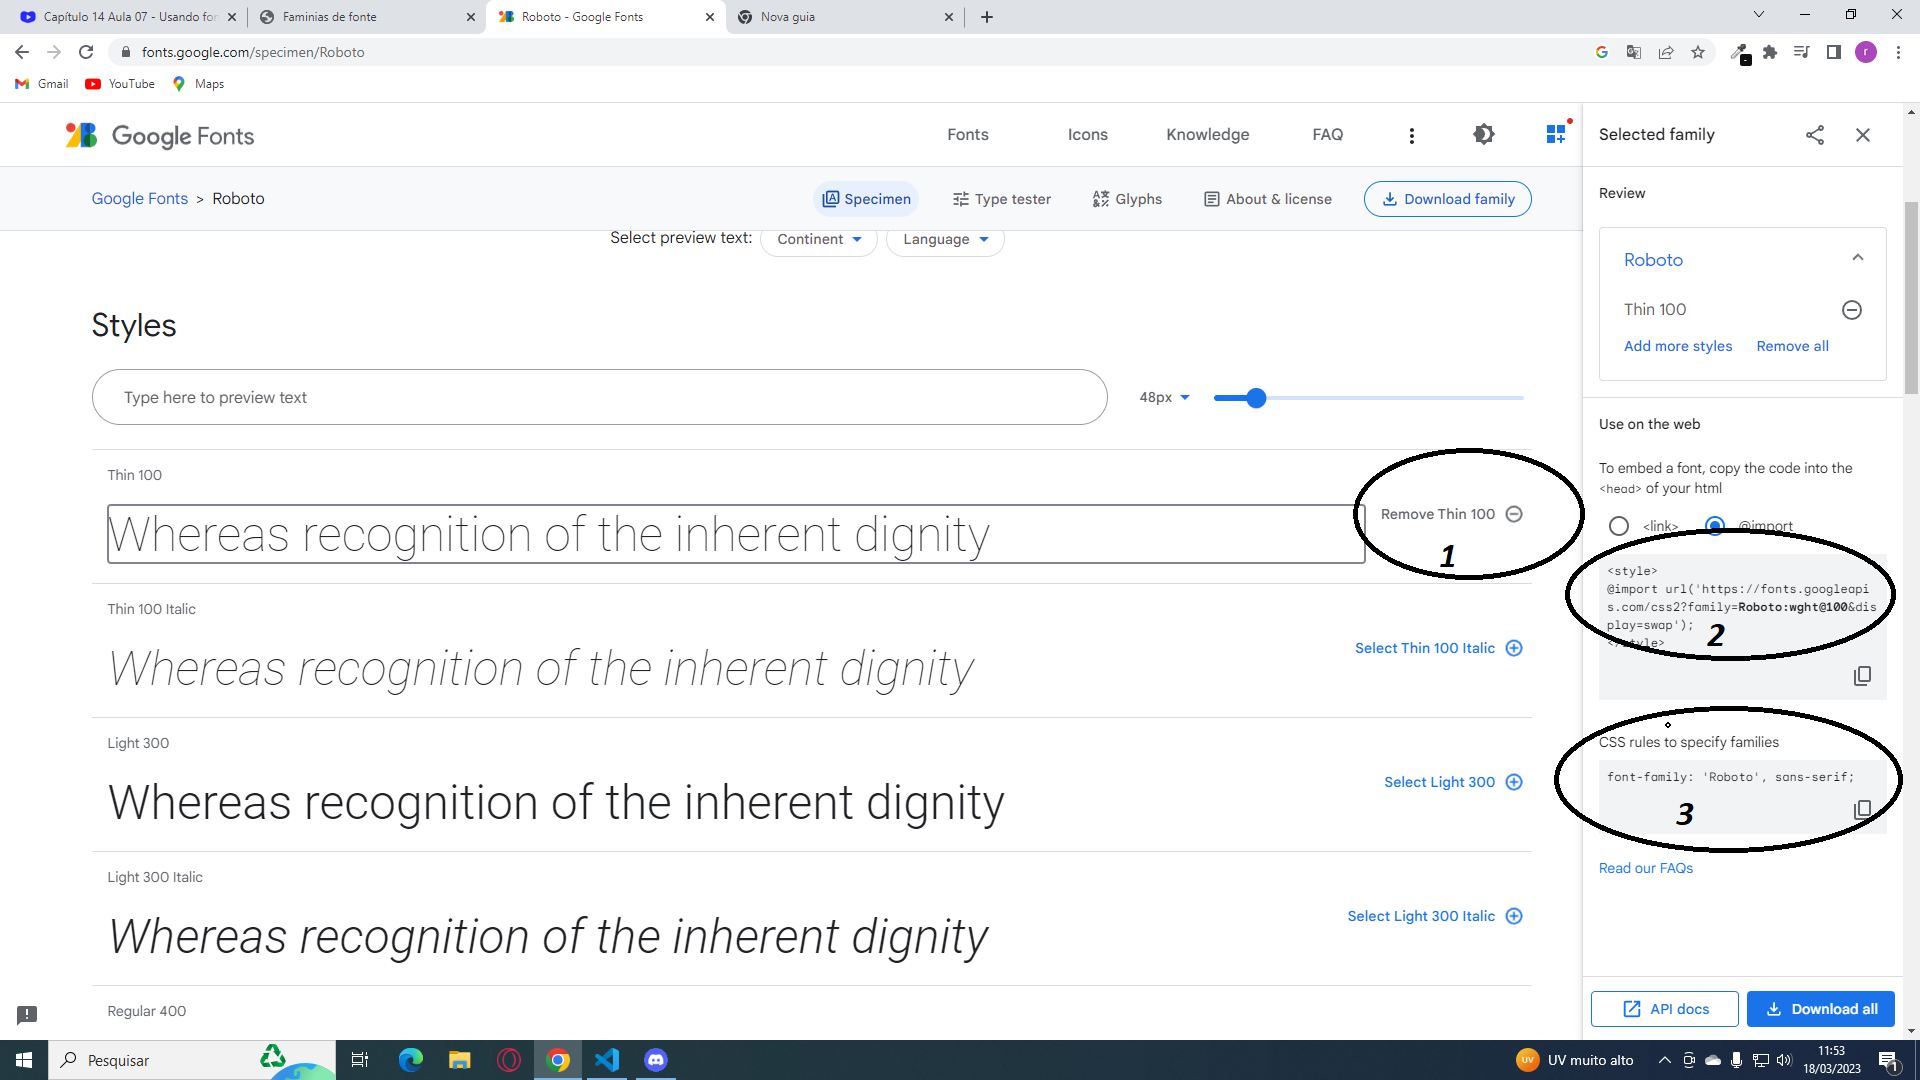 Capítulo 14 Aula 07 - Usando fon
Faminias de fonte
Roboto - Google Fonts
Nova guia
fonts.google.com/specimen/Roboto
r
Gmail
YouTube
Maps
Google Fonts
Fonts
Icons
Knowledge
FAQ
Google Fonts > Roboto
Specimen
Type tester
Glyphs
About & license
Download family
Select preview text:
Continent
Language
Styles
Type here to preview text
48px
Thin 100
Whereas recognition of the inherent dignity
Remove Thin 100
1
Thin 100 Italic
Whereas recognition of the inherent dignity
Select Thin 100 Italic
Light 300
Whereas recognition of the inherent dignity
Select Light 300
Light 300 Italic
Whereas recognition of the inherent dignity
Select Light 300 Italic
Regular 400
Selected family
Review
Roboto
Thin 100
Add more styles
Remove all
Use on the web
To embed a font, copy the code into the
<head> of your html
<link>
@import
<style>
@import url('https://fonts.googleapi
s.com/css2?family=Roboto:wght@100&dis
play=swap');
</style>
2
CSS rules to specify families
font-family: 'Roboto', sans-serif;
3
Read our FAQs
API docs
Download all
Pesquisar
UV
UV muito alto
11:53
18/03/2023
1